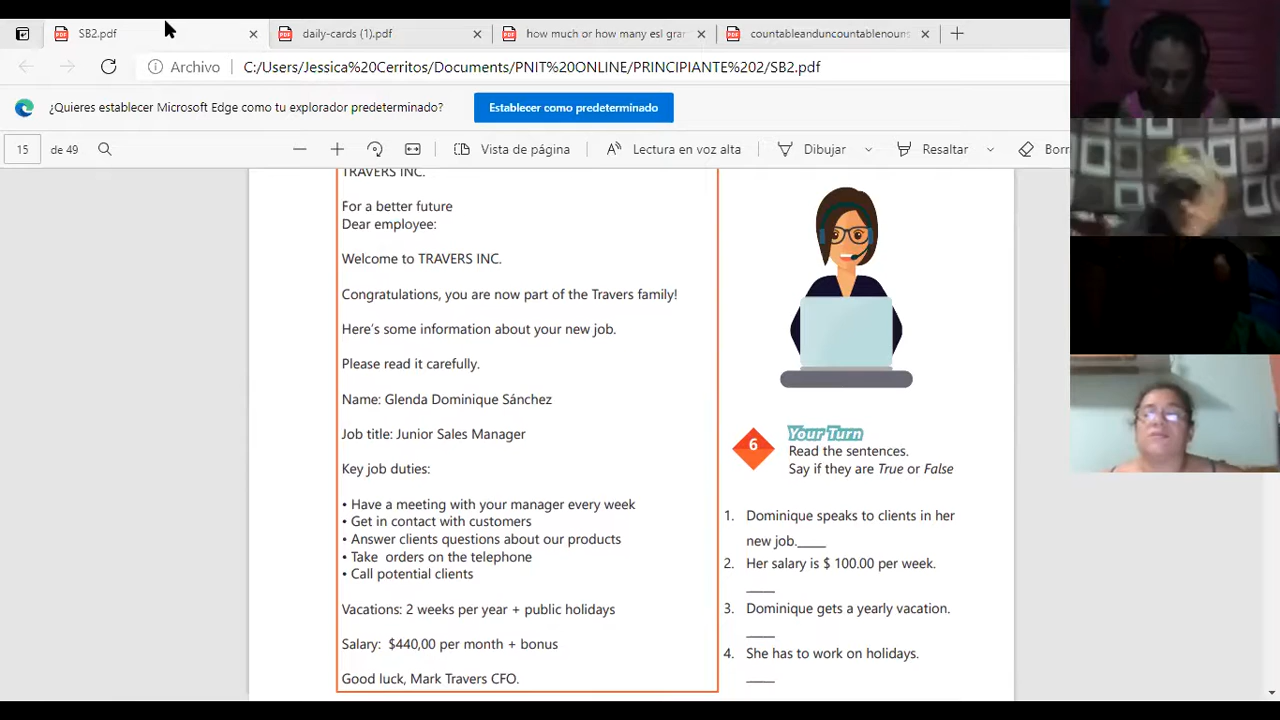 SB2.pdf
daily-cards (1).pdf
how much or how many esl gra
countableanduncountablenouns
Archivo
C:/Users/Jessica%20Cerritos/Documents/PNIT%20ONLINE/PRINCIPIANTE%202/SB2.pdf
¿Quieres establecer Microsoft Edge como tu explorador predeterminado?
Establecer como predeterminado
15
de 49
Vista de página
Lectura en voz alta
Dibujar
Resaltar
Borr
TRAVERS INC.
For a better future
Dear employee:
Welcome to TRAVERS INC.
Congratulations, you are now part of the Travers family!
Here's some information about your new job.
Please read it carefully.
Name: Glenda Dominique Sánchez
Job title: Junior Sales Manager
Key job duties:
• Have a meeting with your manager every week
• Get in contact with customers
• Answer clients questions about our products
• Take orders on the telephone
• Call potential clients
Vacations: 2 weeks per year + public holidays
Salary: $440,00 per month + bonus
Good luck, Mark Travers CFO.
6
Your Turn
Read the sentences.
Say if they are True or False
1. Dominique speaks to clients in her
new job.____
2. Her salary is $ 100.00 per week.
____
3. Dominique gets a yearly vacation.
____
4. She has to work on holidays.
____